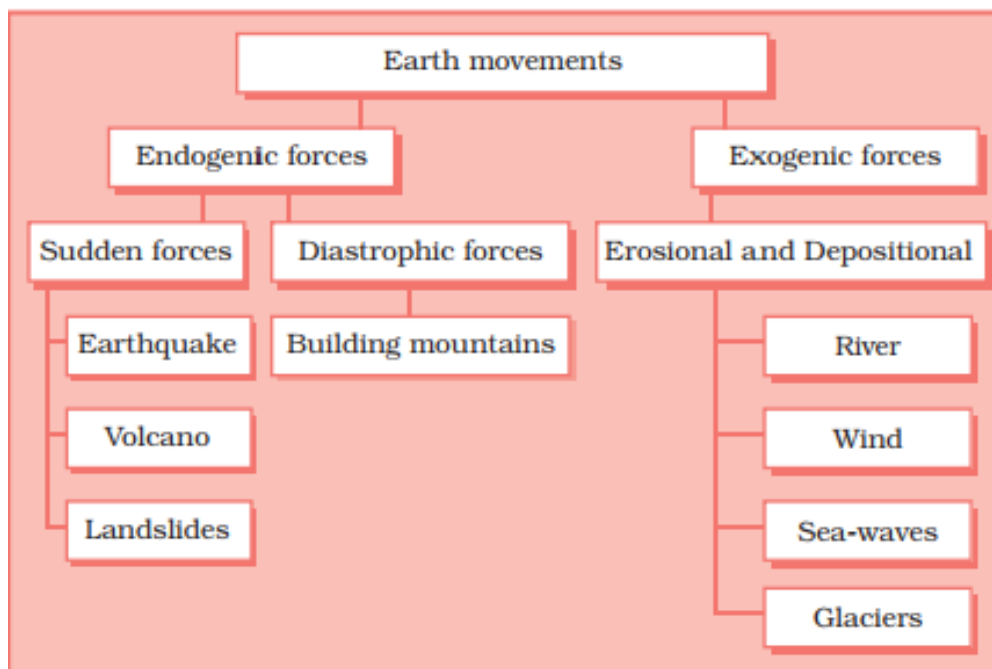 Earth movements
Endogenic forces
Exogenic forces
Sudden forces
Diastrophic forces
Erosional and Depositional
Earthquake
Building mountains
River
Volcano
Wind
Landslides
Sea-waves
Glaciers